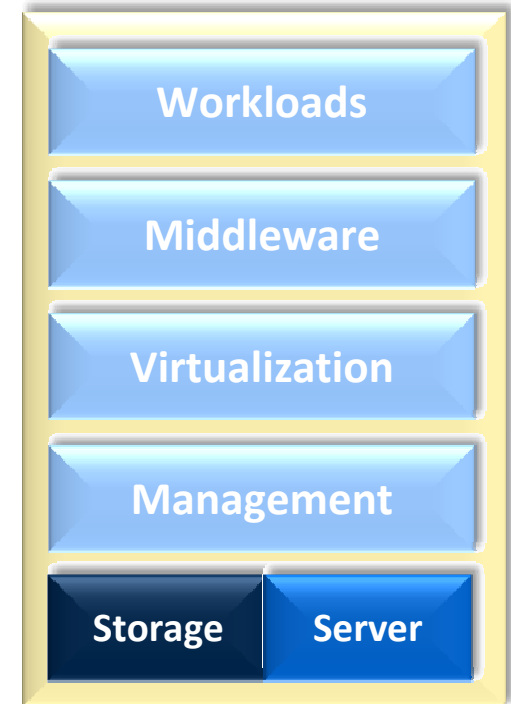 Workloads
Middleware
Virtualization
Management
Storage Server